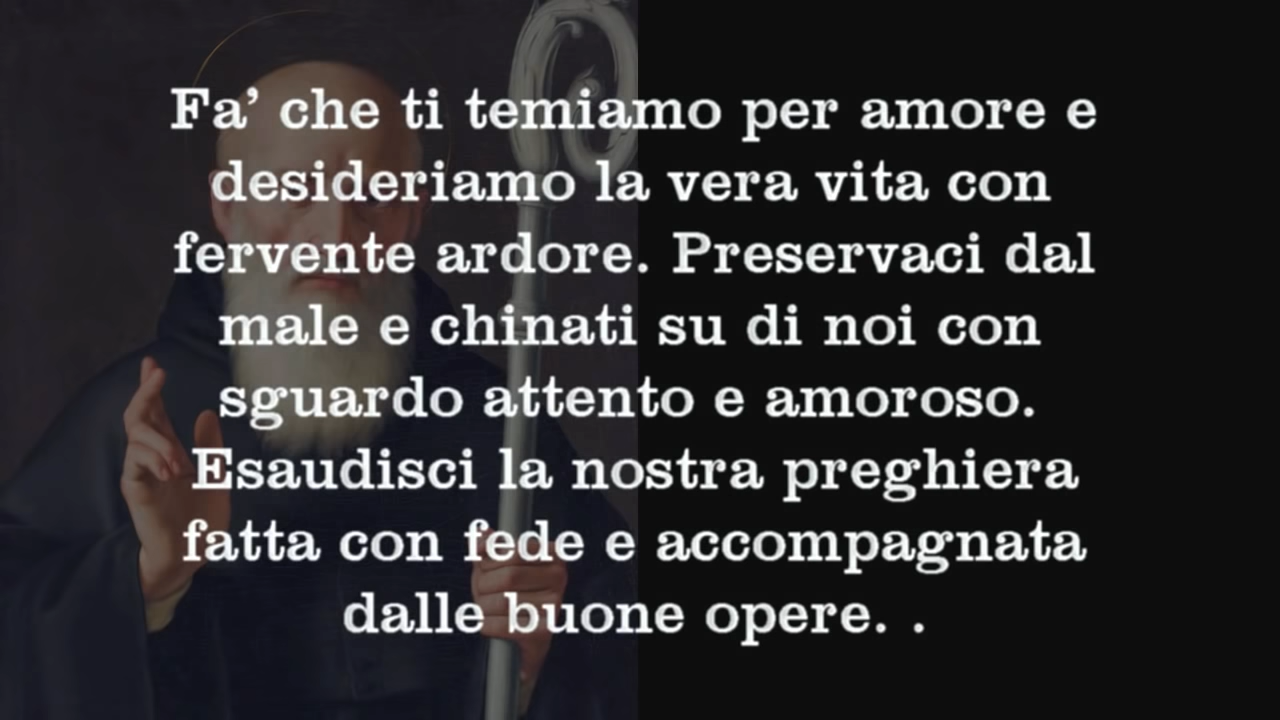 Fa’ che ti temiamo per amore e
desideriamo la vera vita con
fervente ardore. Preservaci dal
male e chinati su di noi con
sguardo attento e amoroso.
Esaudisci la nostra preghiera
fatta con fede e accompagnata
dalle buone opere. .